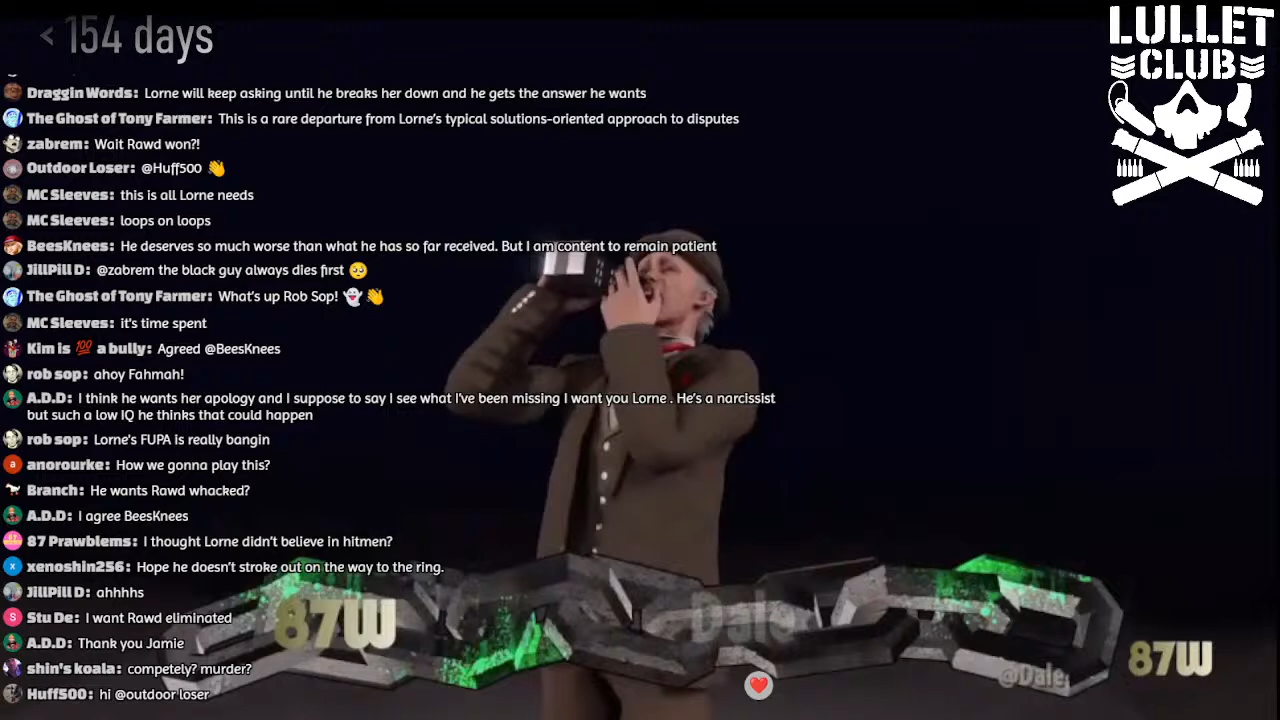 < 154 days
LULLET
CLUB
Draggin Words: Lorne will keep asking until he breaks her down and he gets the answer he wants
The Ghost of Tony Farmer: This is a rare departure from Lorne's typical solutions-oriented approach to disputes
zabrem: Wait Rawd won?!
Outdoor Loser: @Huff500 👋
MC Sleeves: this is all Lorne needs
MC Sleeves: loops on loops
BeesKnees: He deserves so much worse than what he has so far received. But I am content to remain patient
JillPill D: @zabrem the black guy always dies first 🥺
The Ghost of Tony Farmer: What's up Rob Sop! 👻 👋
MC Sleeves: it's time spent
Kim is 💯 a bully: Agreed @BeesKnees
rob sop: ahoy Fahmah!
A.D.D: I think he wants her apology and I suppose to say I see what I've been missing I want you Lorne . He's a narcissist
but such a low IQ he thinks that could happen
rob sop: Lorne's FUPA is really bangin
anorourke: How we gonna play this?
Branch: He wants Rawd whacked?
A.D.D: I agree BeesKnees
87 Prawblems: I thought Lorne didn't believe in hitmen?
xenoshin256: Hope he doesn't stroke out on the way to the ring.
JillPill D: ahhhhs
Stu De: I want Rawd eliminated
A.D.D: Thank you Jamie
shin's koala: competely? murder?
Huff500: hi @outdoor loser
87W
Dale
@Dale
87W